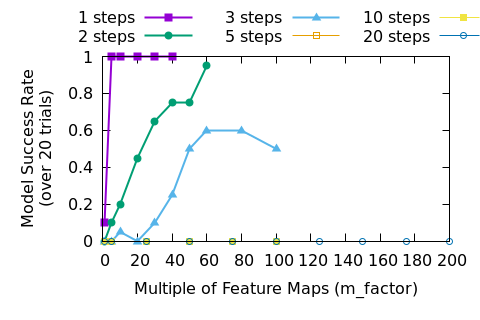 1 steps 3 steps 10 steps
2 steps 5 steps 20 steps
1
0.8
0.6
0.4
0.2
0
Model Success Rate
(over 20 trials)
0 20 40 60 80 100 120 140 160 180 200
Multiple of Feature Maps (m_factor)